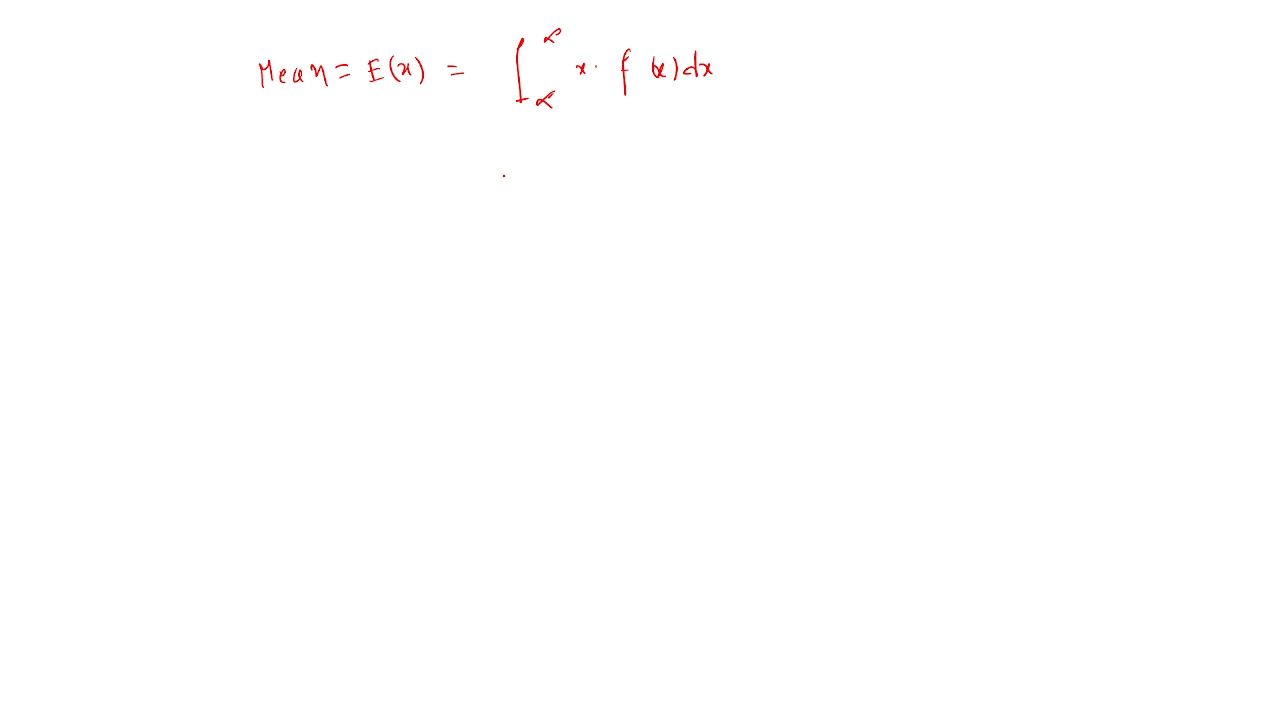 Mean = E(x) = ∫_{-∞}^{∞} x · f(x)dx